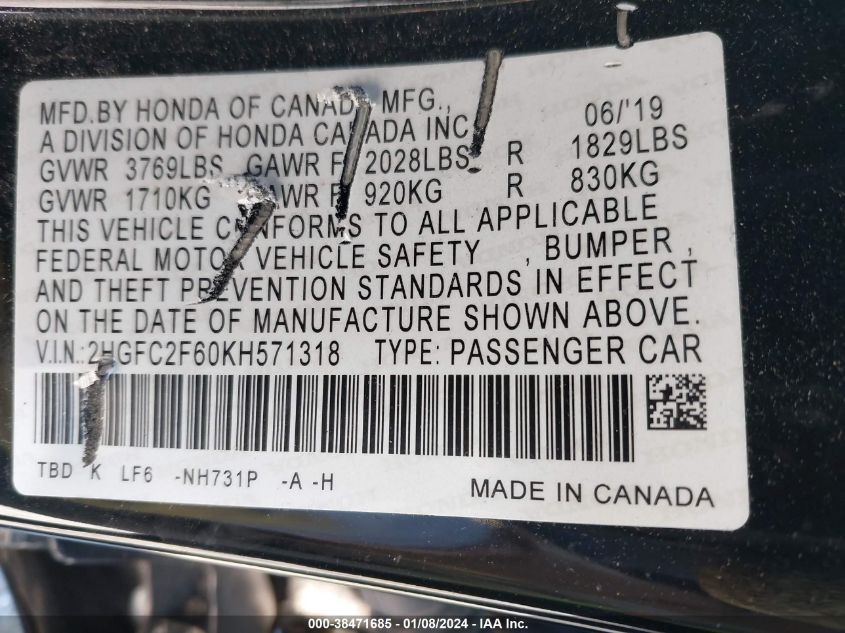 MFD.BY HONDA OF CANADA MFG., 06/'19
A DIVISION OF HONDA CANADA INC
GVWR 3769LBS GAWR F 2028LBS R 1829LBS
GVWR 1710KG GAWR F 920KG R 830KG
THIS VEHICLE CONFORMS TO ALL APPLICABLE
FEDERAL MOTOR VEHICLE SAFETY , BUMPER ,
AND THEFT PREVENTION STANDARDS IN EFFECT
ON THE DATE OF MANUFACTURE SHOWN ABOVE.
V.I.N.: 2HGFC2F60KH571318 TYPE: PASSENGER CAR
TBD K LF6 -NH731P -A -H MADE IN CANADA
000-38471685 - 01/08/2024 - IAA Inc.